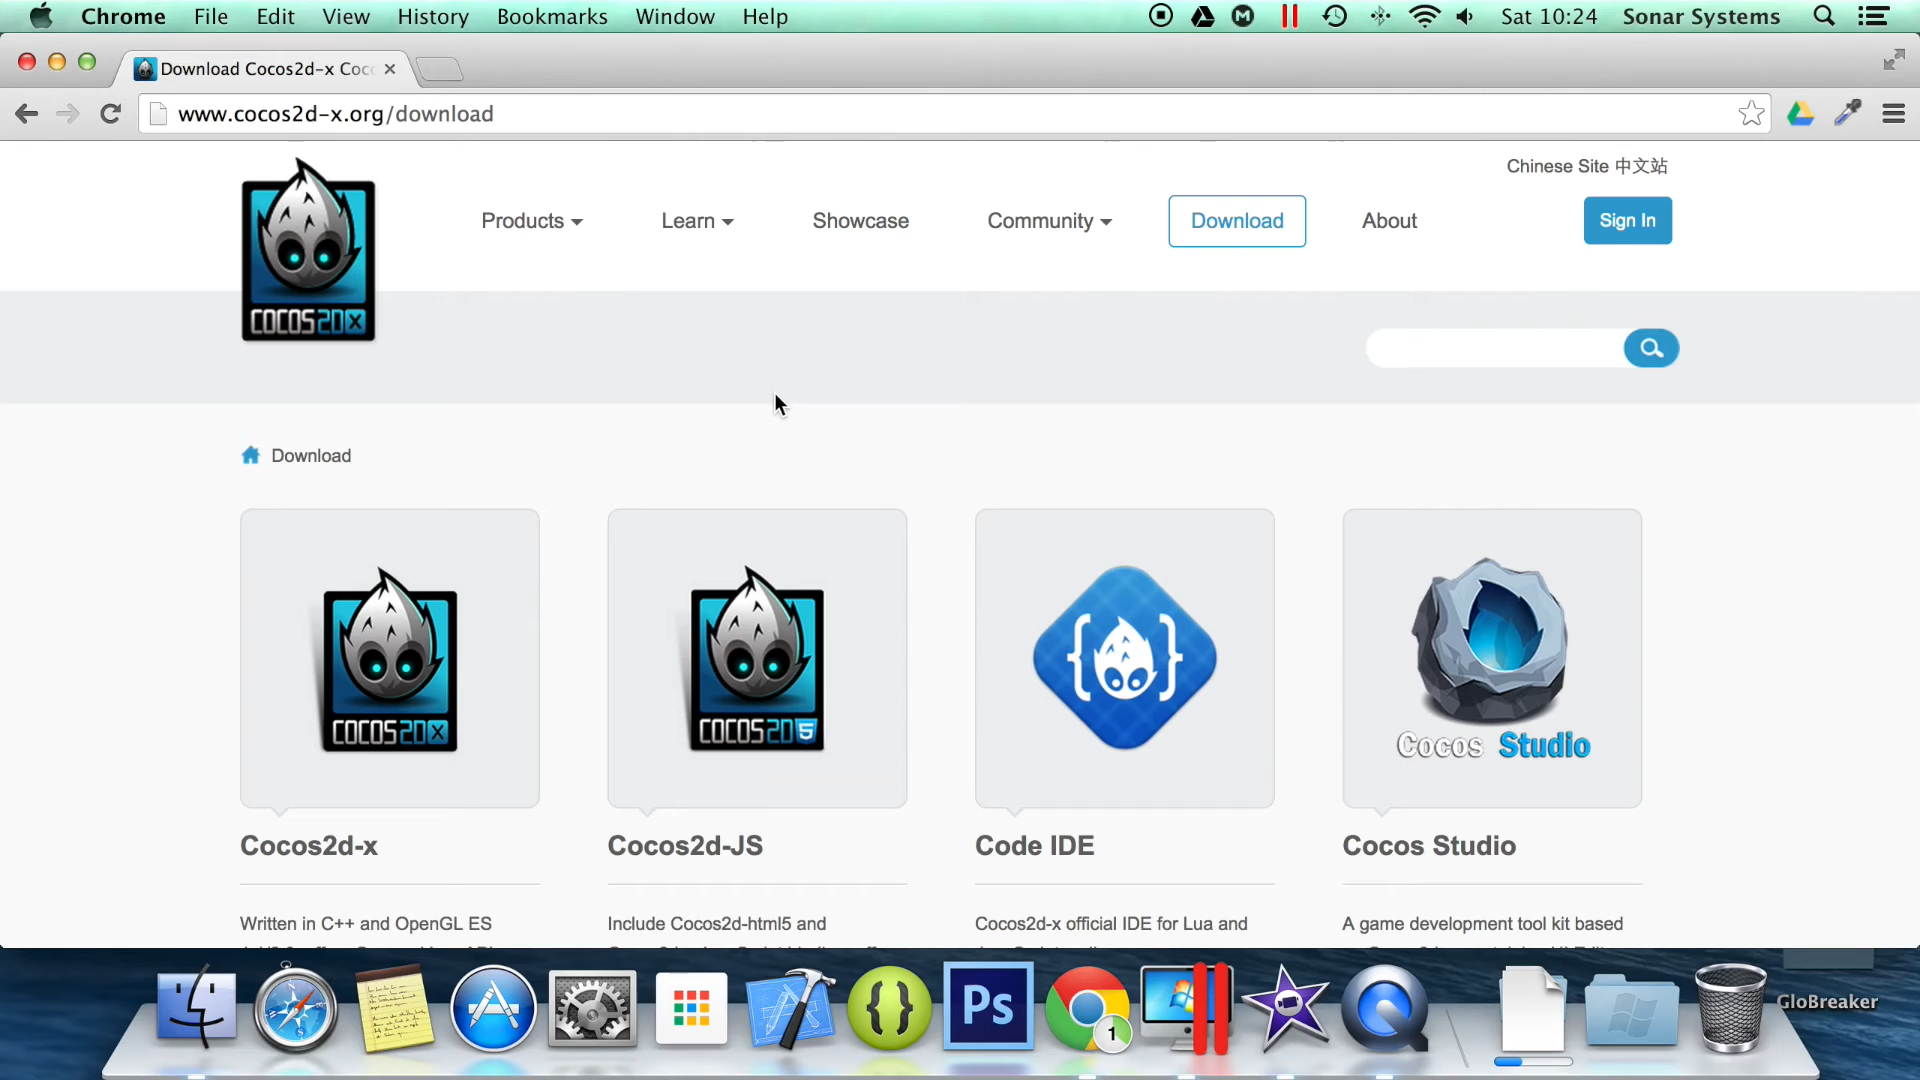 Chrome File Edit View History Bookmarks Window Help Sat 10:24 Sonar Systems
Download Cocos2d-x Coc
www.cocos2d-x.org/download
Chinese Site 中文站
Products Learn Showcase Community Download About Sign In
COCOS2DX
Download
COCOS2DX
COCOS2D5
Cocos Studio
Cocos2d-x
Cocos2d-JS
Code IDE
Cocos Studio
Written in C++ and OpenGL ES
Include Cocos2d-html5 and
Cocos2d-x official IDE for Lua and
A game development tool kit based
Ps
1
GloBreaker